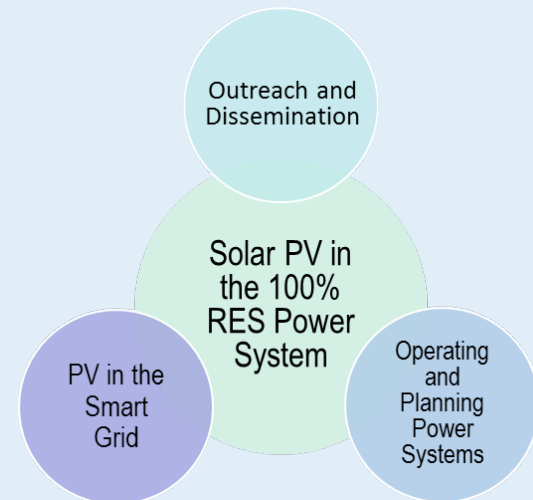 Outreach and
Dissemination
Solar PV in
the 100%
RES Power
System
PV in the
Smart
Grid
Operating
and
Planning
Power
Systems